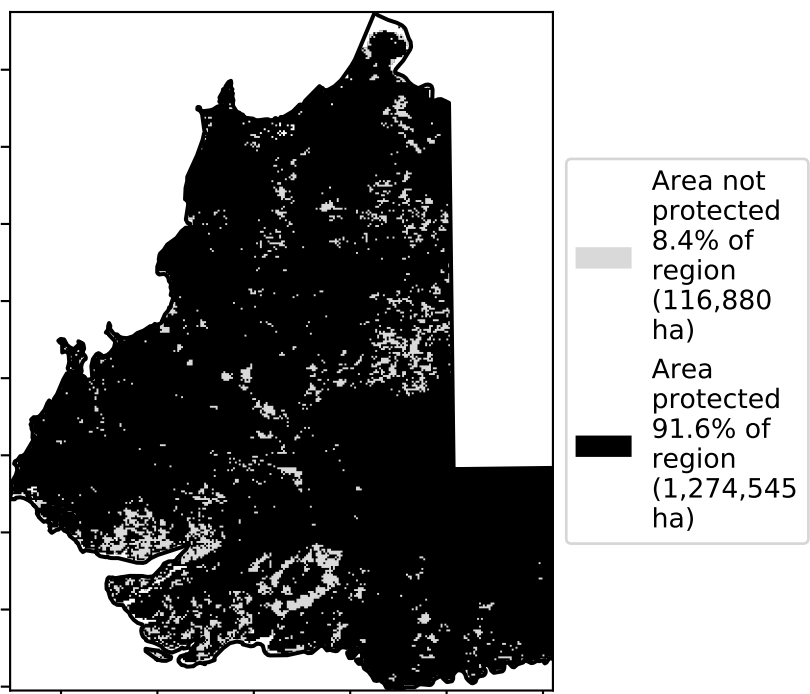 Area not
protected
8.4% of
region
(116,880
ha)
Area
protected
91.6% of
region
(1,274,545
ha)